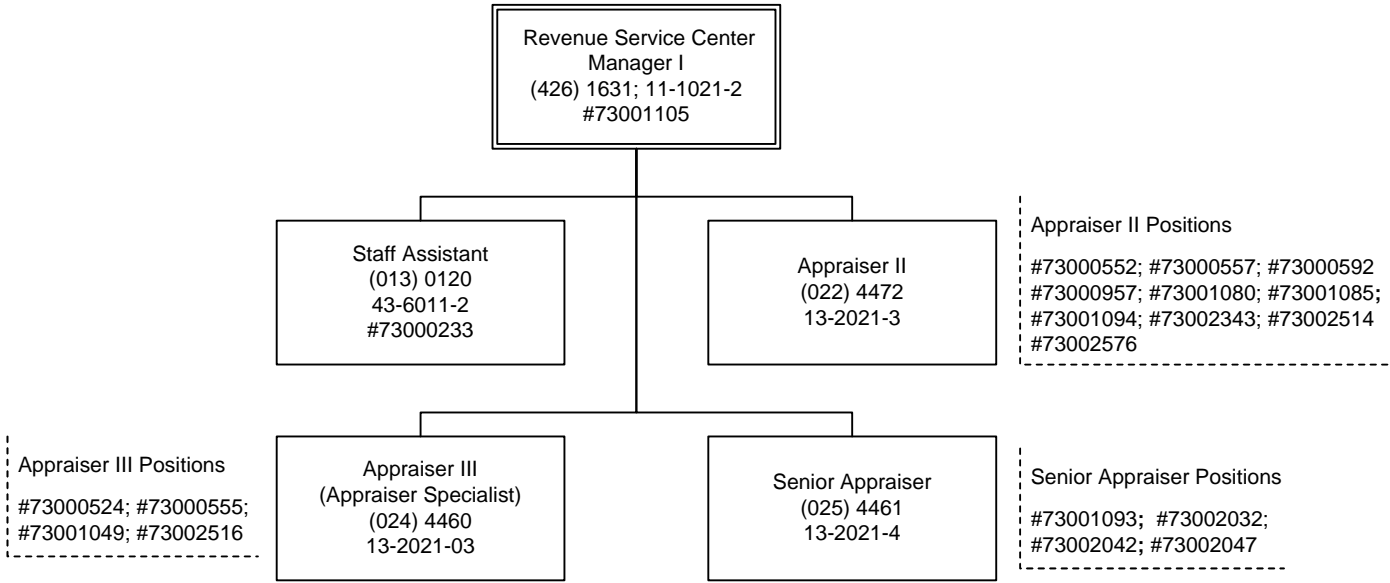 Revenue Service Center
Manager I
(426) 1631; 11-1021-2
#73001105
Staff Assistant
(013) 0120
43-6011-2
#73000233
Appraiser II
(022) 4472
13-2021-3
Appraiser II Positions
#73000552; #73000557; #73000592
#73000957; #73001080; #73001085;
#73001094; #73002343; #73002514
#73002576
Appraiser III Positions
#73000524; #73000555;
#73001049; #73002516
Appraiser III
(Appraiser Specialist)
(024) 4460
13-2021-03
Senior Appraiser
(025) 4461
13-2021-4
Senior Appraiser Positions
#73001093; #73002032;
#73002042; #73002047